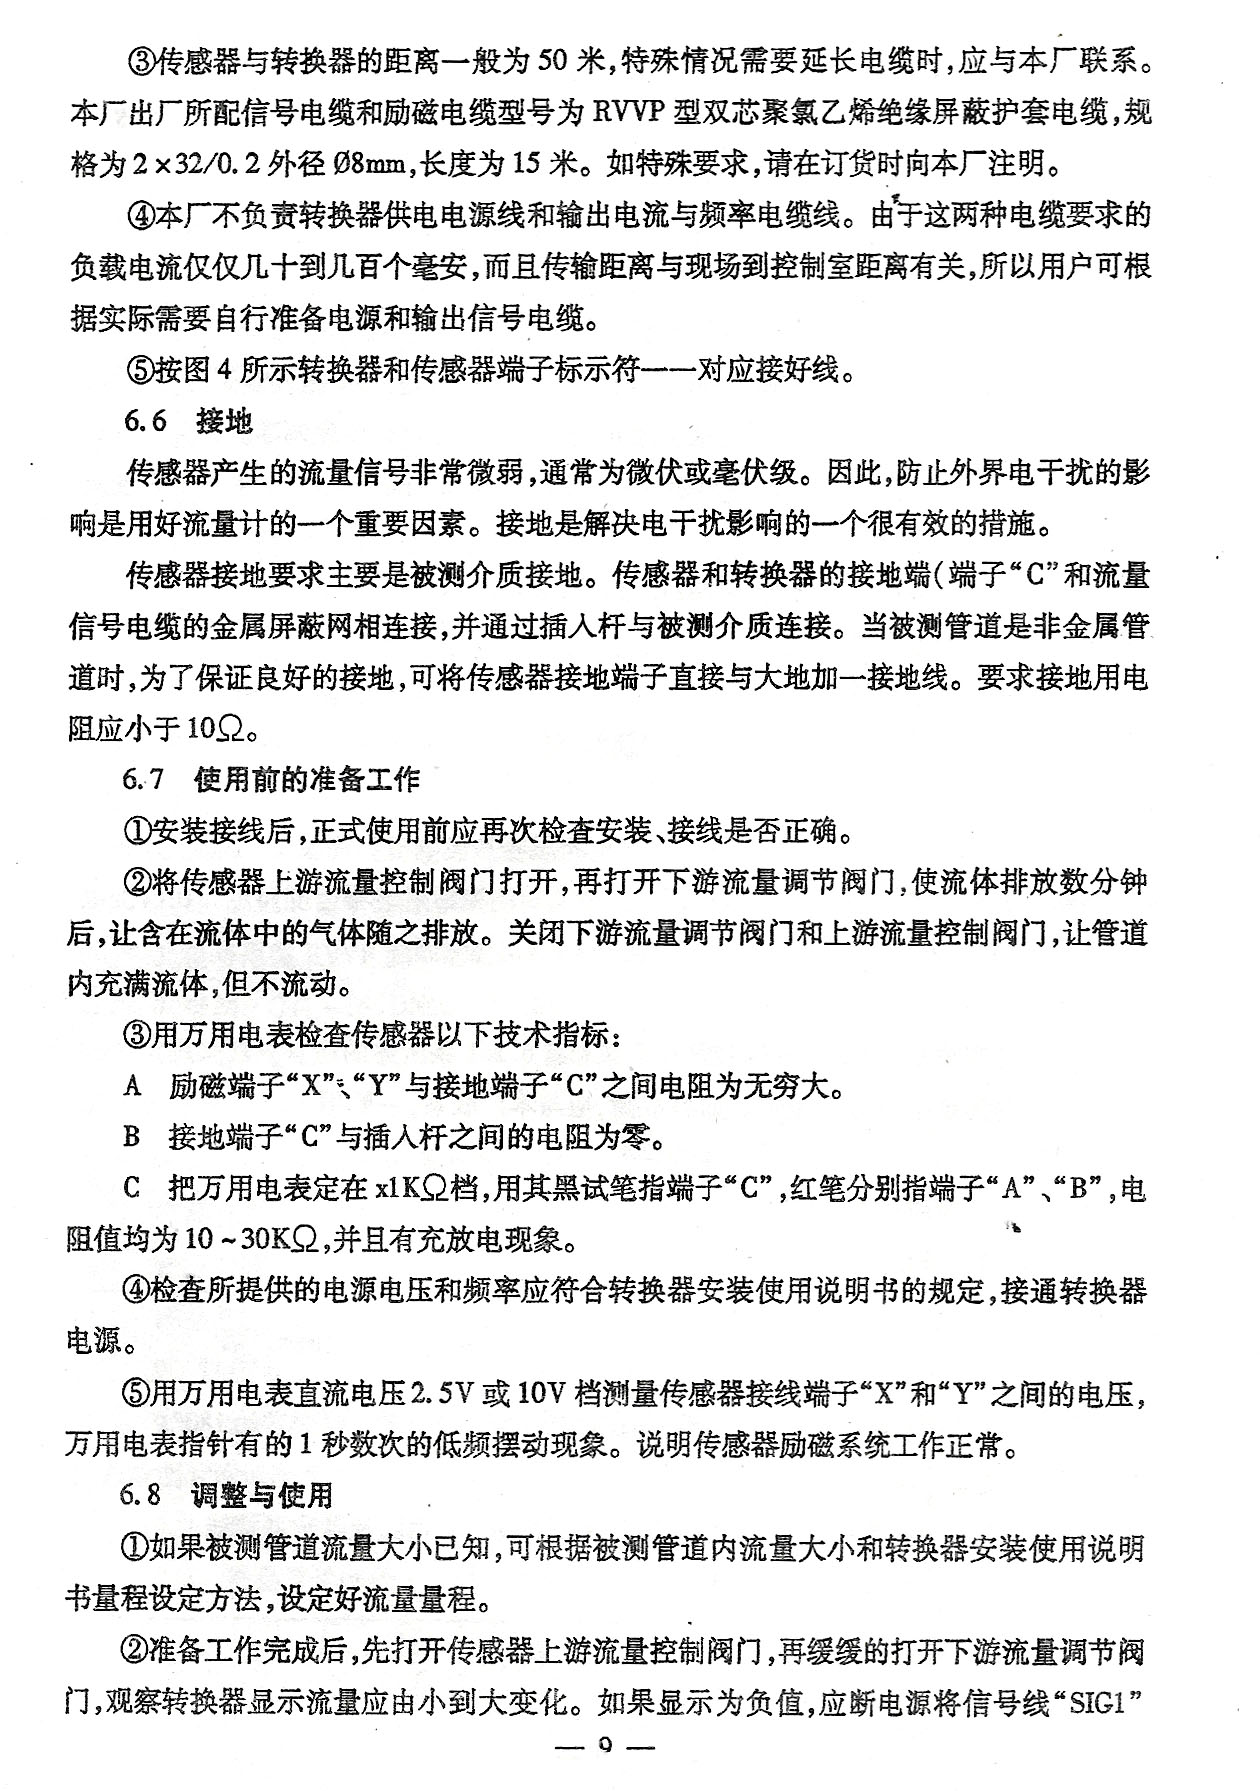 ③传感器与转换器的距离一般为 50 米,特殊情况需要延长电缆时,应与本厂联系。
本厂出厂所配信号电缆和励磁电缆型号为 RVVP 型双芯聚氯乙烯绝缘屏蔽护套电缆,规
格为 2×32/0.2 外径 Ø8mm,长度为 15 米。如特殊要求,请在订货时向本厂注明。
④本厂不负责转换器供电电源线和输出电流与频率电缆线。由于这两种电缆要求的
负载电流仅仅几十到几百个毫安,而且传输距离与现场到控制室距离有关,所以用户可根
据实际需要自行准备电源和输出信号电缆。
⑤按图 4 所示转换器和传感器端子标示符一一对应接好线。
6.6 接地
传感器产生的流量信号非常微弱,通常为微伏或毫伏级。因此,防止外界电干扰的影
响是用好流量计的一个重要因素。接地是解决电干扰影响的一个很有效的措施。
传感器接地要求主要是被测介质接地。传感器和转换器的接地端(端子“C”和流量
信号电缆的金属屏蔽网相连接,并通过插入杆与被测介质连接。当被测管道是非金属管
道时,为了保证良好的接地,可将传感器接地端子直接与大地加一接地线。要求接地用电
阻应小于 10Ω。
6.7 使用前的准备工作
①安装接线后,正式使用前应再次检查安装、接线是否正确。
②将传感器上游流量控制阀门打开,再打开下游流量调节阀门,使流体排放数分钟
后,让含在流体中的气体随之排放。关闭下游流量调节阀门和上游流量控制阀门,让管道
内充满流体,但不流动。
③用万用电表检查传感器以下技术指标:
A 励磁端子“X”、“Y”与接地端子“C”之间电阻为无穷大。
B 接地端子“C”与插入杆之间的电阻为零。
C 把万用电表定在 x1KΩ档,用其黑试笔指端子“C”,红笔分别指端子“A”、“B”,电
阻值均为 10~30KΩ,并且有充放电现象。
④检查所提供的电源电压和频率应符合转换器安装使用说明书的规定,接通转换器
电源。
⑤用万用电表直流电压2.5V 或 10V 档测量传感器接线端子“X”和“Y”之间的电压,
万用电表指针有的 1 秒数次的低频摆动现象。说明传感器励磁系统工作正常。
6.8 调整与使用
①如果被测管道流量大小已知,可根据被测管道内流量大小和转换器安装使用说明
书量程设定方法,设定好流量量程。
②准备工作完成后,先打开传感器上游流量控制阀门,再缓缓的打开下游流量调节阀
门,观察转换器显示流量应由小到大变化。如果显示为负值,应断电源将信号线“SIG1”
— 9 —